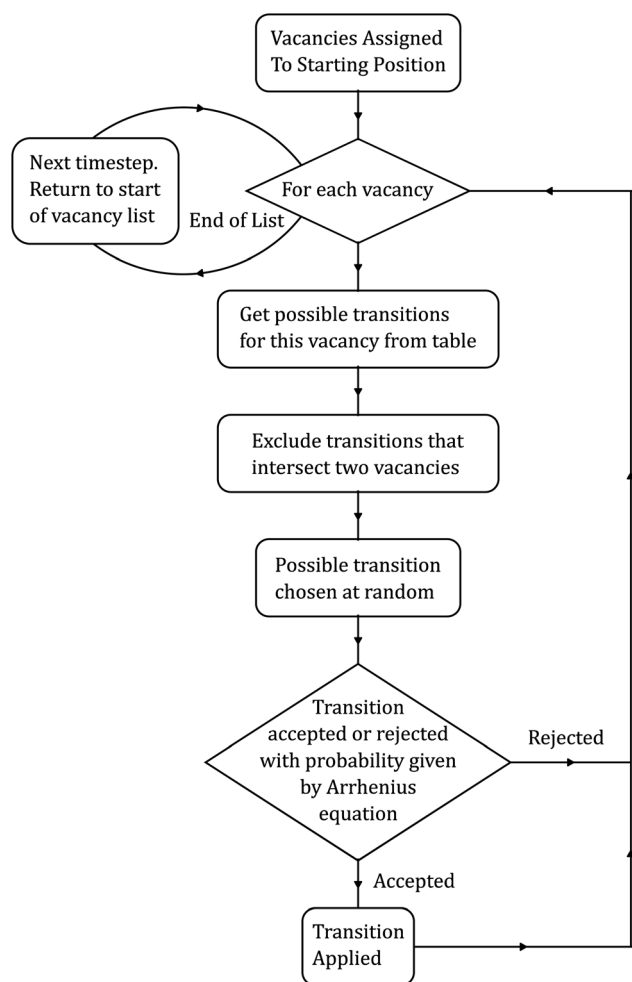 Vacancies Assigned
To Starting Position
Next timestep.
Return to start
of vacancy list
For each vacancy
End of List
Get possible transitions
for this vacancy from table
Exclude transitions that
intersect two vacancies
Possible transition
chosen at random
Transition
accepted or rejected
with probability given
by Arrhenius
equation
Rejected
Accepted
Transition
Applied